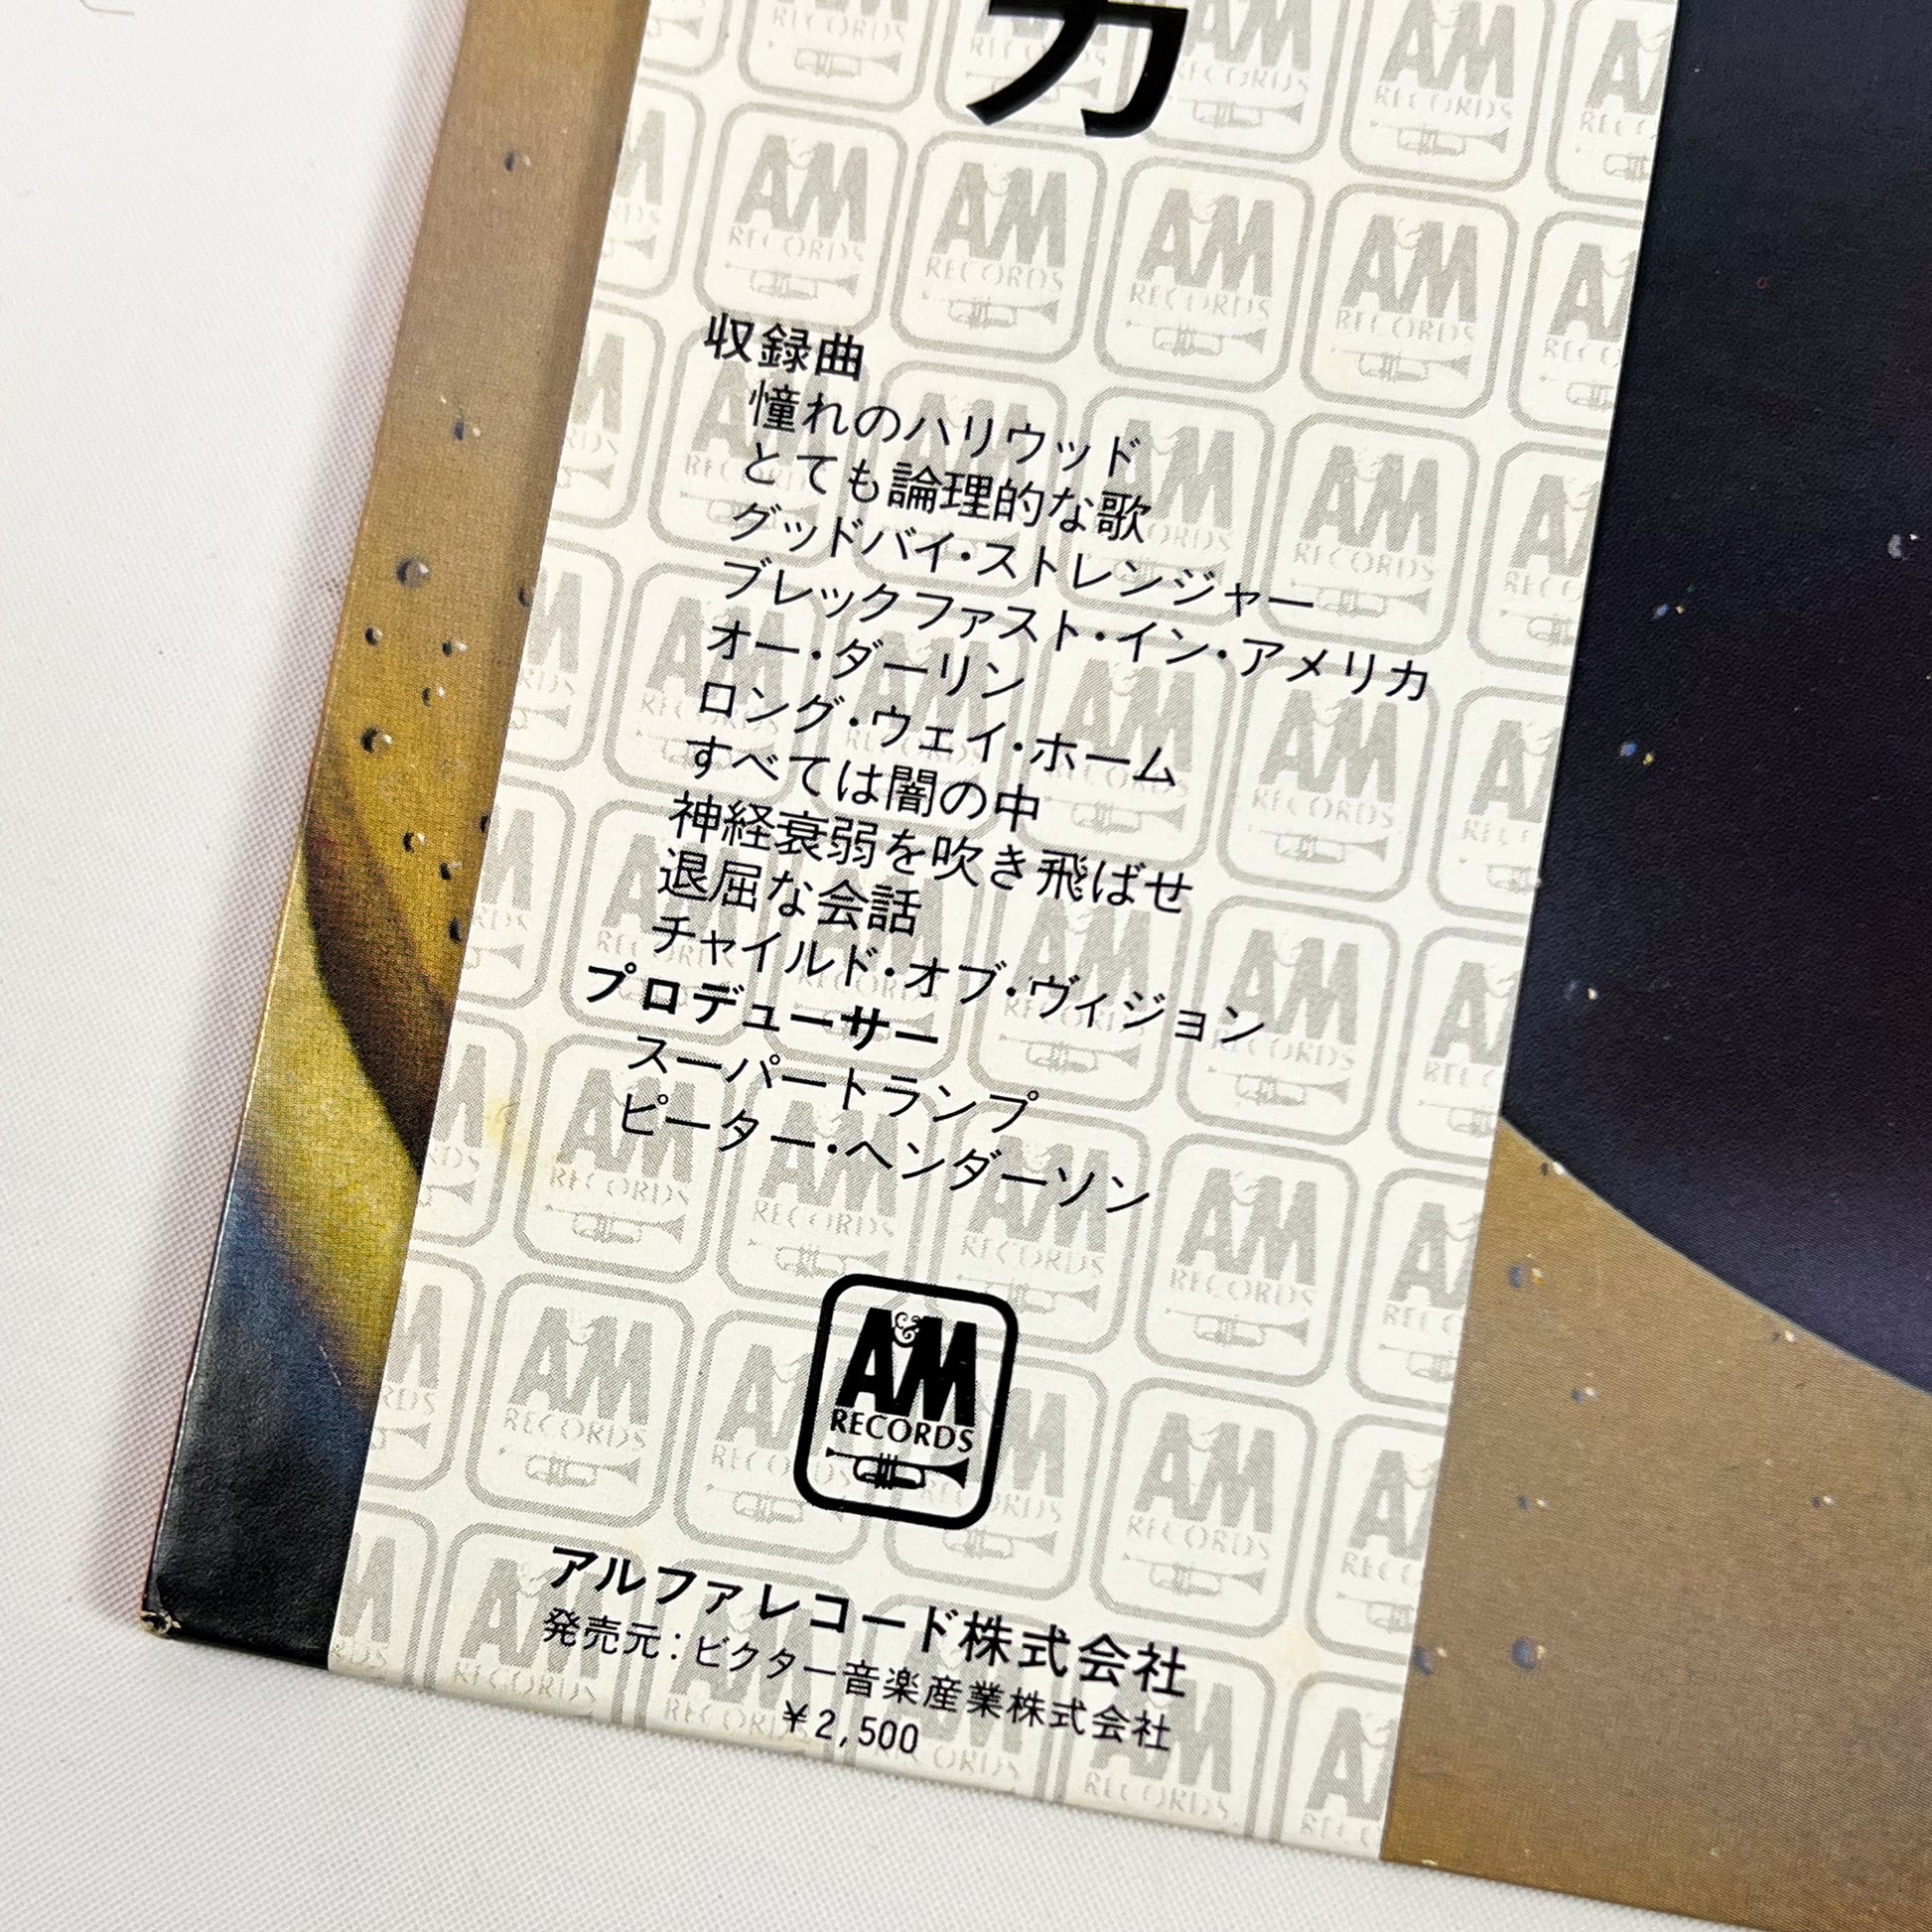 カ
収録曲
憧れのハリウッド
とても論理的な歌
グッドバイ・ストレンジャー
ブレックファスト・イン・アメリカ
オー・ダーリン
ロング・ウェイ・ホーム
すべては闇の中
神経衰弱を吹き飛ばせ
退屈な会話
チャイルド・オブ・ヴィジョン
プロデューサー
スーパートランプ
ピーター・ヘンダーソン
A&M
RECORDS
アルファレコード株式会社
発売元:ビクター音楽産業株式会社
¥2,500